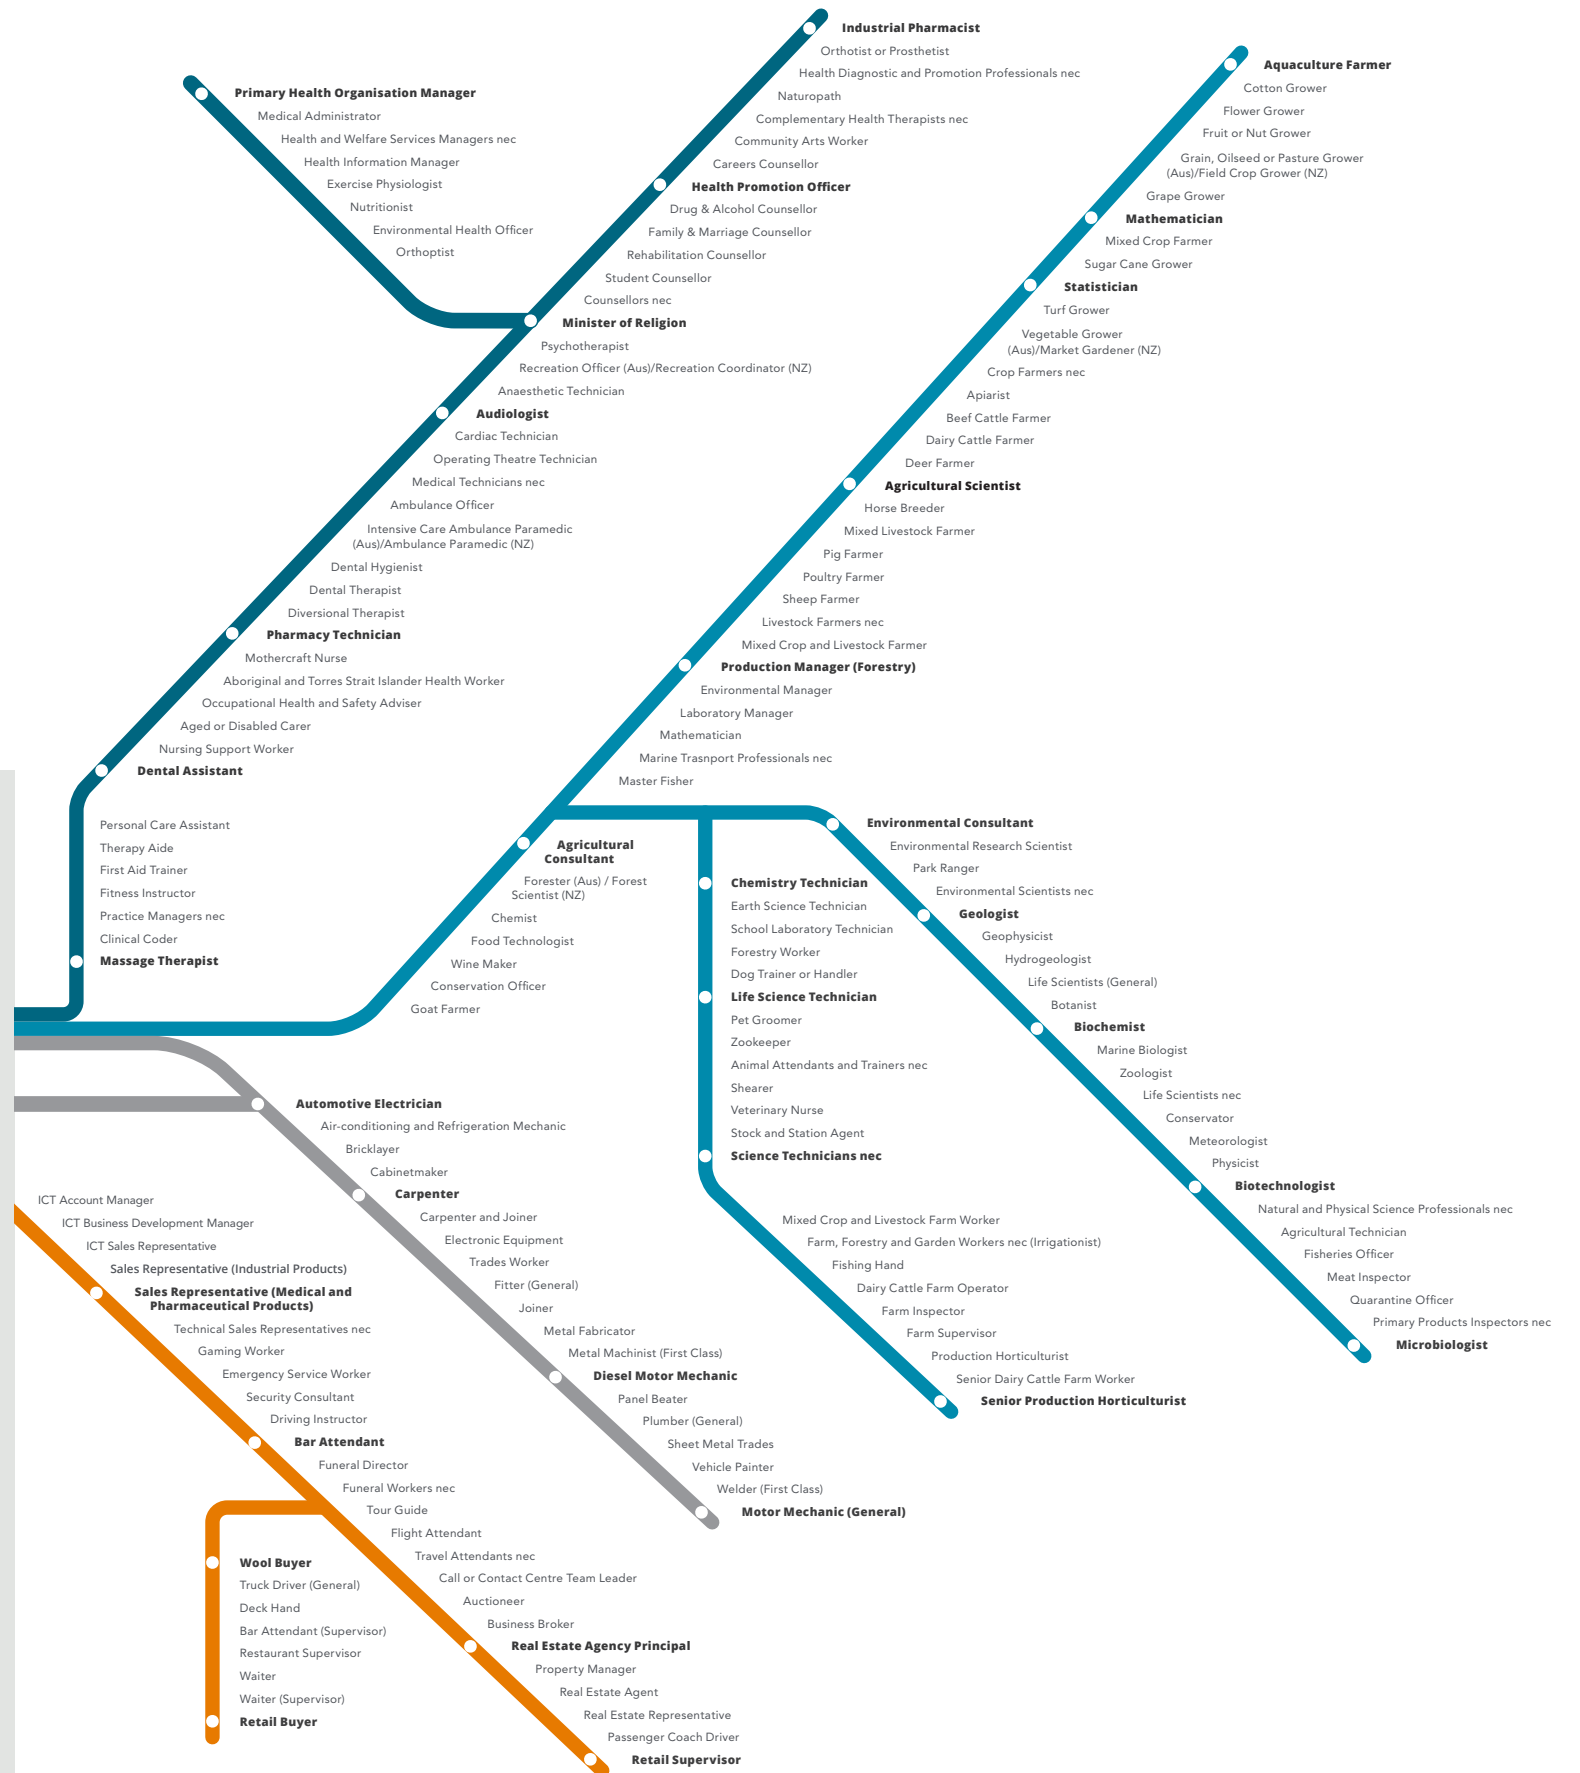 Primary Health Organisation Manager
Medical Administrator
Health and Welfare Services Managers nec
Health Information Manager
Exercise Physiologist
Nutritionist
Environmental Health Officer
Orthoptist
Industrial Pharmacist
Orthotist or Prosthetist
Health Diagnostic and Promotion Professionals nec
Naturopath
Complementary Health Therapists nec
Community Arts Worker
Careers Counsellor
Health Promotion Officer
Drug & Alcohol Counsellor
Family & Marriage Counsellor
Rehabilitation Counsellor
Student Counsellor
Counsellors nec
Minister of Religion
Psychotherapist
Recreation Officer (Aus)/Recreation Coordinator (NZ)
Anaesthetic Technician
Audiologist
Cardiac Technician
Operating Theatre Technician
Medical Technicians nec
Ambulance Officer
Intensive Care Ambulance Paramedic
(Aus)/Ambulance Paramedic (NZ)
Dental Hygienist
Dental Therapist
Diversional Therapist
Pharmacy Technician
Mothercraft Nurse
Aboriginal and Torres Strait Islander Health Worker
Occupational Health and Safety Adviser
Aged or Disabled Carer
Nursing Support Worker
Dental Assistant
Personal Care Assistant
Therapy Aide
First Aid Trainer
Fitness Instructor
Practice Managers nec
Clinical Coder
Massage Therapist
Aquaculture Farmer
Cotton Grower
Flower Grower
Fruit or Nut Grower
Grain, Oilseed or Pasture Grower
(Aus)/Field Crop Grower (NZ)
Grape Grower
Mathematician
Mixed Crop Farmer
Sugar Cane Grower
Statistician
Turf Grower
Vegetable Grower
(Aus)/Market Gardener (NZ)
Crop Farmers nec
Apiarist
Beef Cattle Farmer
Dairy Cattle Farmer
Deer Farmer
Agricultural Scientist
Horse Breeder
Mixed Livestock Farmer
Pig Farmer
Poultry Farmer
Sheep Farmer
Livestock Farmers nec
Mixed Crop and Livestock Farmer
Production Manager (Forestry)
Environmental Manager
Laboratory Manager
Mathematician
Marine Trasnport Professionals nec
Master Fisher
Agricultural
Consultant
Forester (Aus) / Forest
Scientist (NZ)
Chemist
Food Technologist
Wine Maker
Conservation Officer
Goat Farmer
Chemistry Technician
Earth Science Technician
School Laboratory Technician
Forestry Worker
Dog Trainer or Handler
Life Science Technician
Pet Groomer
Zookeeper
Animal Attendants and Trainers nec
Shearer
Veterinary Nurse
Stock and Station Agent
Science Technicians nec
Mixed Crop and Livestock Farm Worker
Farm, Forestry and Garden Workers nec (Irrigationist)
Fishing Hand
Dairy Cattle Farm Operator
Farm Inspector
Farm Supervisor
Production Horticulturist
Senior Dairy Cattle Farm Worker
Senior Production Horticulturist
Environmental Consultant
Environmental Research Scientist
Park Ranger
Environmental Scientists nec
Geologist
Geophysicist
Hydrogeologist
Life Scientists (General)
Botanist
Biochemist
Marine Biologist
Zoologist
Life Scientists nec
Conservator
Meteorologist
Physicist
Biotechnologist
Natural and Physical Science Professionals nec
Agricultural Technician
Fisheries Officer
Meat Inspector
Quarantine Officer
Primary Products Inspectors nec
Microbiologist
Automotive Electrician
Air-conditioning and Refrigeration Mechanic
Bricklayer
Cabinetmaker
Carpenter
Carpenter and Joiner
Electronic Equipment
Trades Worker
Fitter (General)
Joiner
Metal Fabricator
Metal Machinist (First Class)
Diesel Motor Mechanic
Panel Beater
Plumber (General)
Sheet Metal Trades
Vehicle Painter
Welder (First Class)
Motor Mechanic (General)
ICT Account Manager
ICT Business Development Manager
ICT Sales Representative
Sales Representative (Industrial Products)
Sales Representative (Medical and
Pharmaceutical Products)
Technical Sales Representatives nec
Gaming Worker
Emergency Service Worker
Security Consultant
Driving Instructor
Bar Attendant
Funeral Director
Funeral Workers nec
Tour Guide
Flight Attendant
Travel Attendants nec
Call or Contact Centre Team Leader
Auctioneer
Business Broker
Real Estate Agency Principal
Property Manager
Real Estate Agent
Real Estate Representative
Passenger Coach Driver
Retail Supervisor
Wool Buyer
Truck Driver (General)
Deck Hand
Bar Attendant (Supervisor)
Restaurant Supervisor
Waiter
Waiter (Supervisor)
Retail Buyer